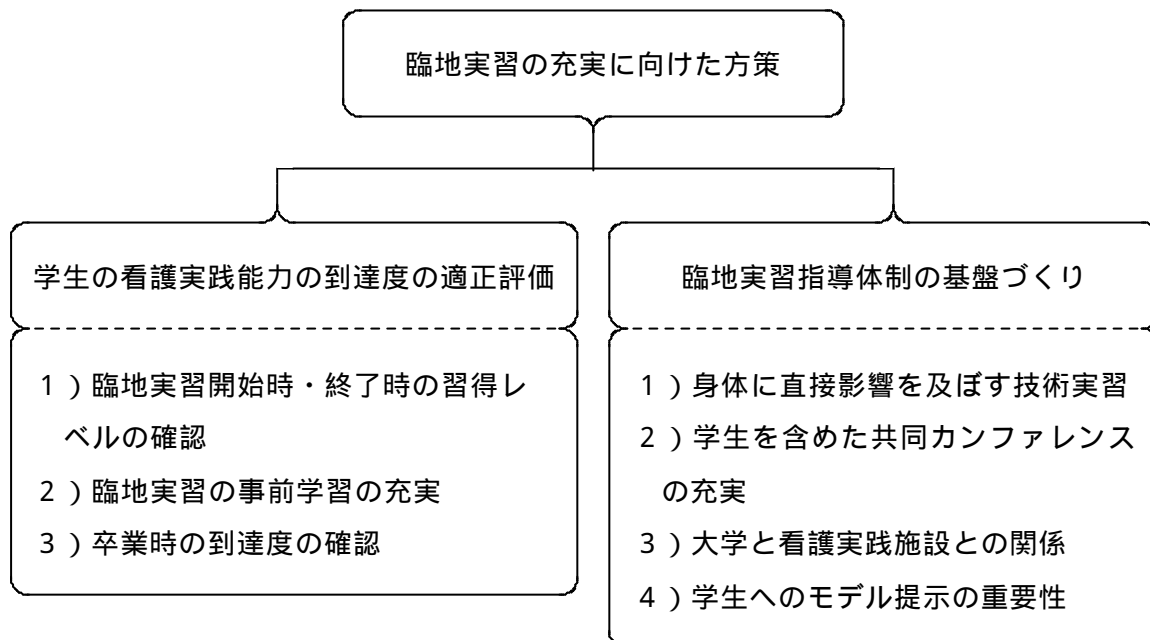 臨地実習の充実に向けた方策
学生の看護実践能力の到達度の適正評価
1）臨地実習開始時・終了時の習得レ
ベルの確認
2）臨地実習の事前学習の充実
3）卒業時の到達度の確認
臨地実習指導体制の基盤づくり
1）身体に直接影響を及ぼす技術実習
2）学生を含めた共同カンファレンス
の充実
3）大学と看護実践施設との関係
4）学生へのモデル提示の重要性